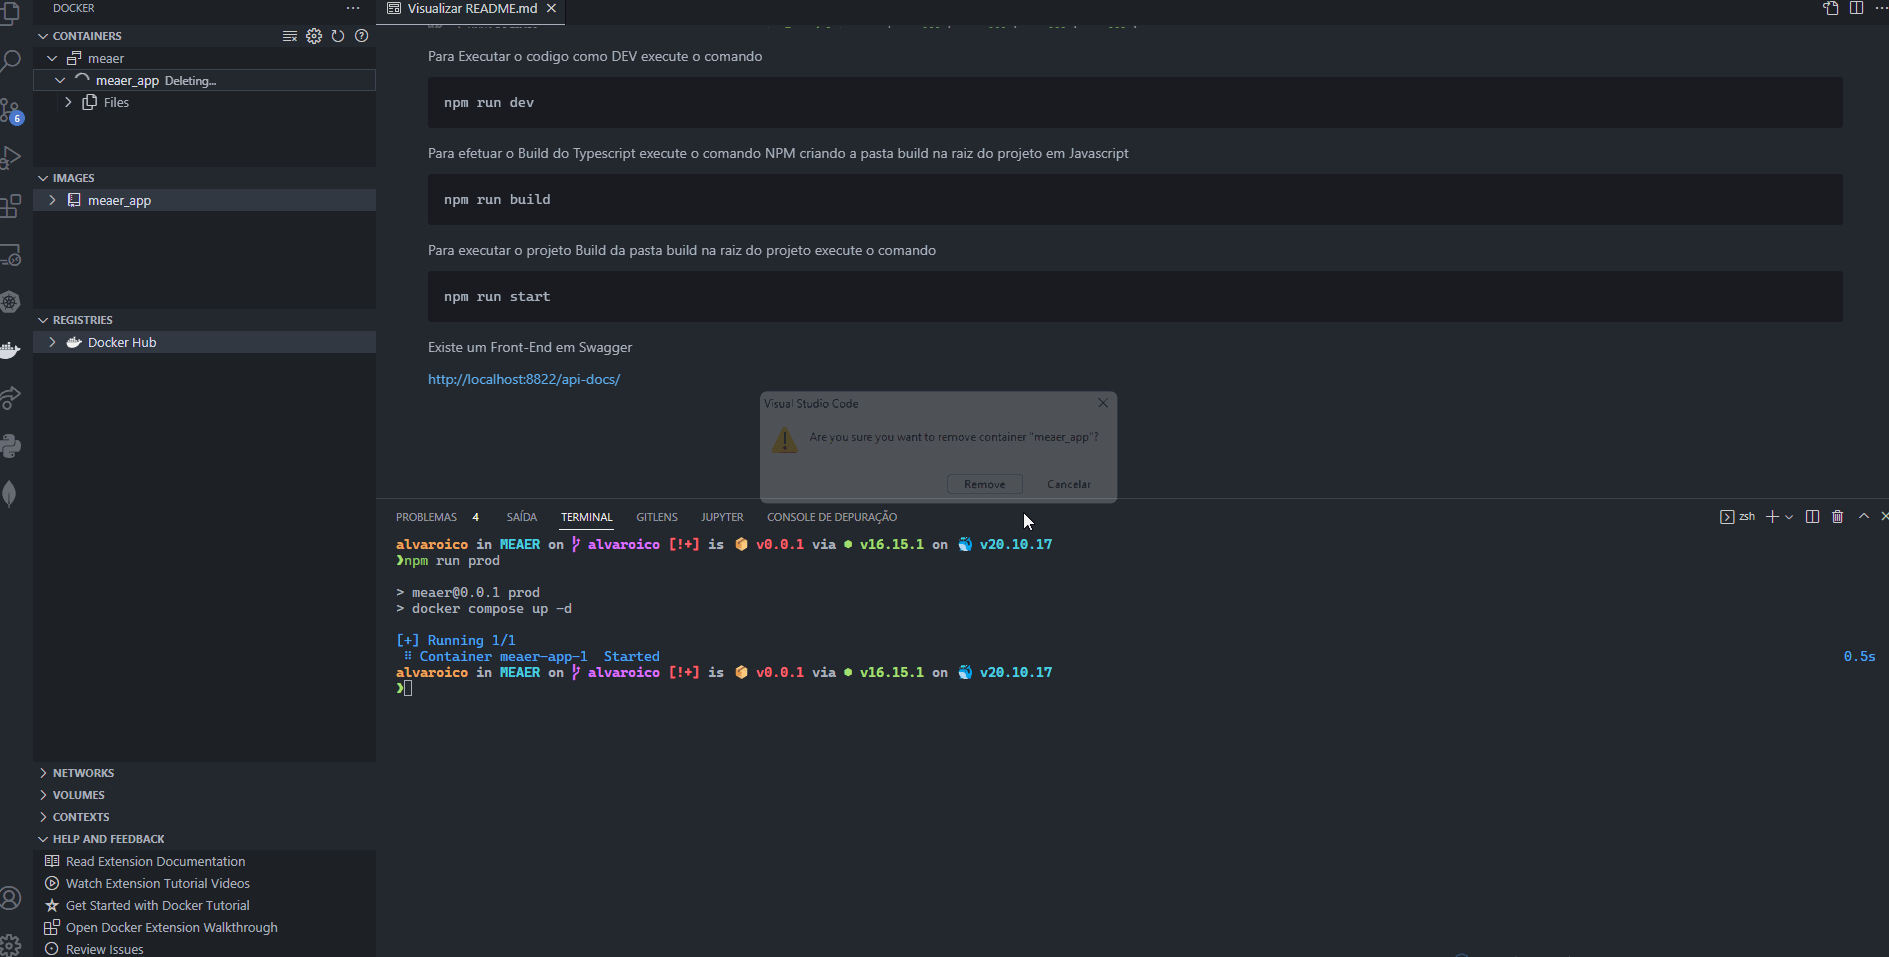 DOCKER
CONTAINERS
meaer
meaer_app Deleting...
Files
6
IMAGES
meaer_app
REGISTRIES
Docker Hub
NETWORKS
VOLUMES
CONTEXTS
HELP AND FEEDBACK
Read Extension Documentation
Watch Extension Tutorial Videos
Get Started with Docker Tutorial
Open Docker Extension Walkthrough
Review Issues
Visualizar README.md
Para Executar o codigo como DEV execute o comando
npm run dev
Para efetuar o Build do Typescript execute o comando NPM criando a pasta build na raiz do projeto em Javascript
npm run build
Para executar o projeto Build da pasta build na raiz do projeto execute o comando
npm run start
Existe um Front-End em Swagger
http://localhost:8822/api-docs/
Visual Studio Code
Are you sure you want to remove container "meaer_app"?
Remove Cancelar
PROBLEMAS 4 SAÍDA TERMINAL GITLENS JUPYTER CONSOLE DE DEPURAÇÃO
zsh
alvaroico in MEAER on alvaroico [!+] is v0.0.1 via v16.15.1 on v20.10.17
❯npm run prod
> meaer@0.0.1 prod
> docker compose up -d
[+] Running 1/1
⠿ Container meaer-app-1 Started 0.5s
alvaroico in MEAER on alvaroico [!+] is v0.0.1 via v16.15.1 on v20.10.17
❯